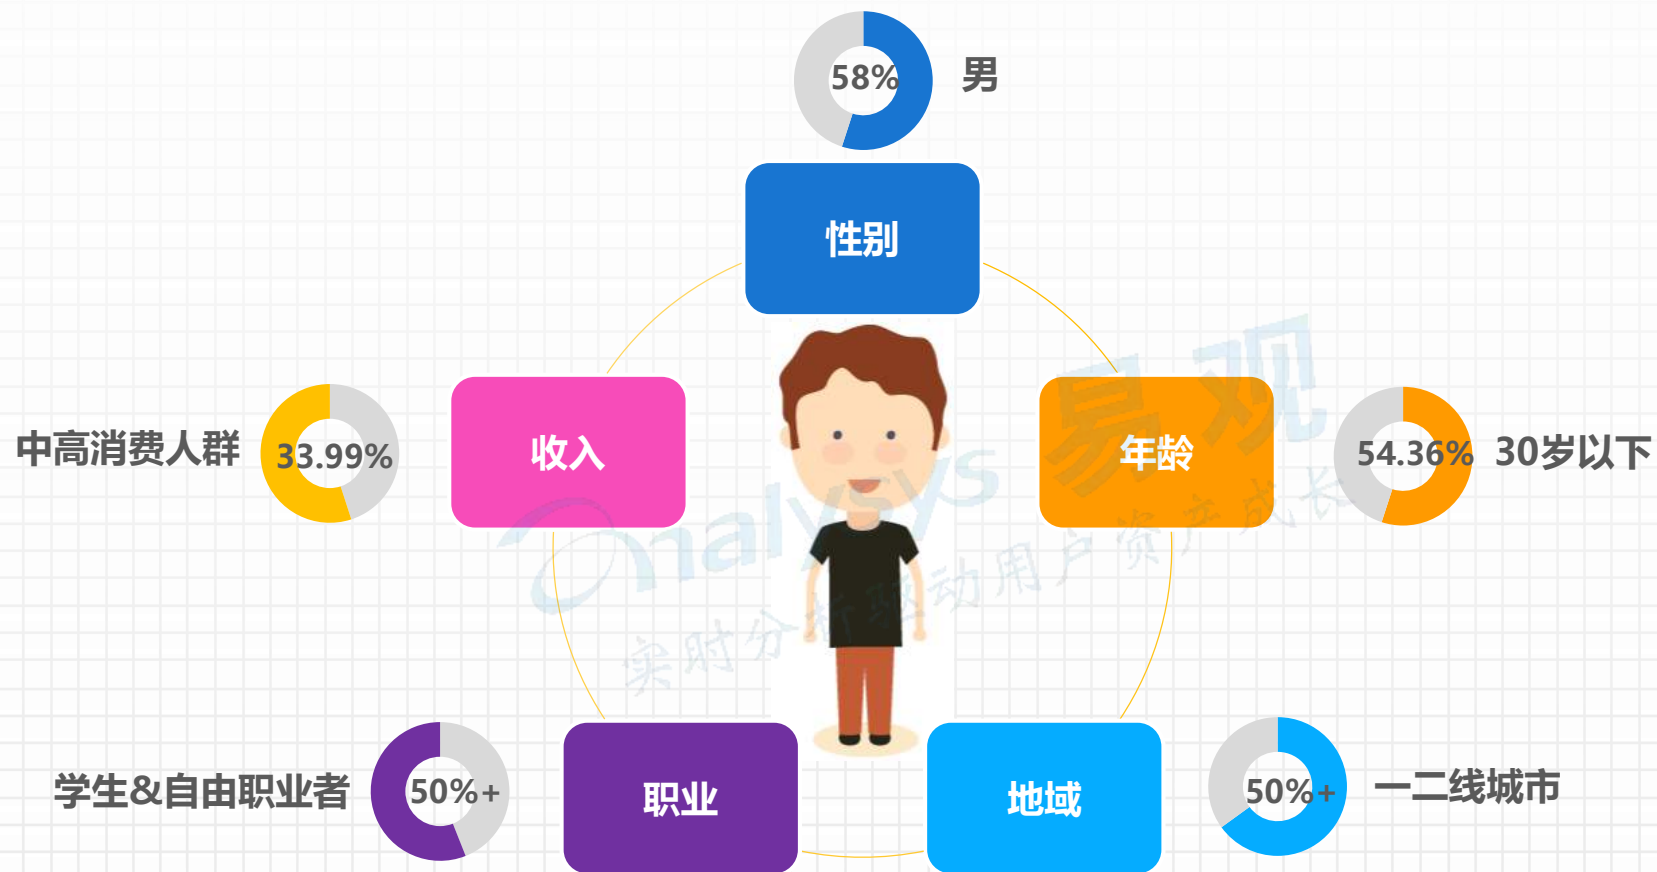 58%
男
性别
中高消费人群
33.99%
收入
年龄
54.36%
30岁以下
学生&自由职业者
50%+
职业
地域
50%+
一二线城市
analysys 易观
实时分析驱动用户资产成长